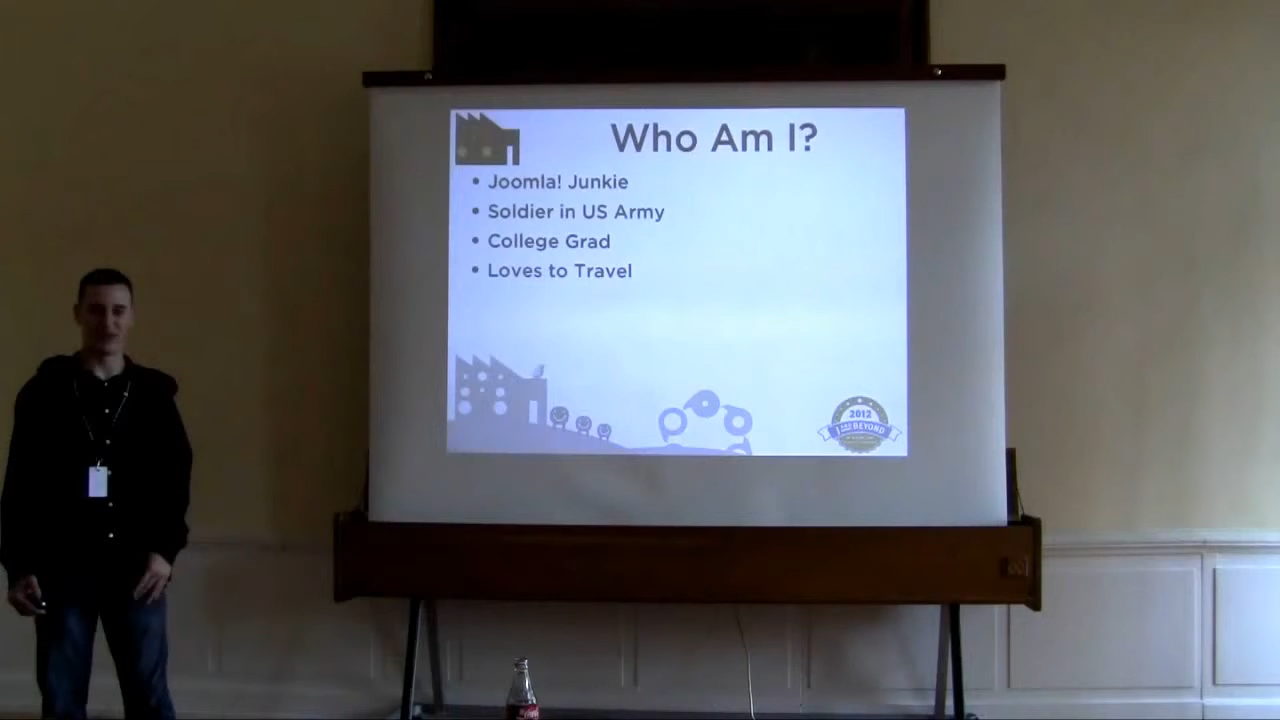 Who Am I?
• Joomla! Junkie
• Soldier in US Army
• College Grad
• Loves to Travel
2012
BEYOND